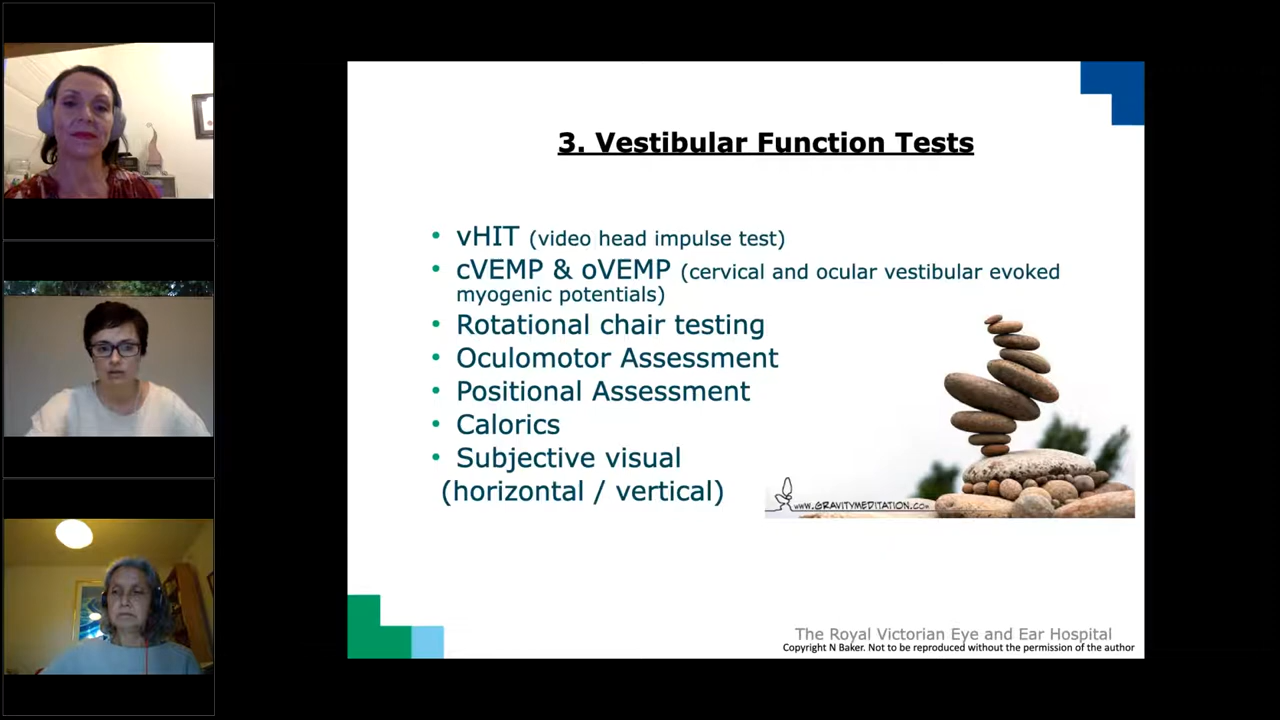 3. Vestibular Function Tests
• vHIT (video head impulse test)
• cVEMP & oVEMP (cervical and ocular vestibular evoked
myogenic potentials)
• Rotational chair testing
• Oculomotor Assessment
• Positional Assessment
• Calorics
• Subjective visual
(horizontal / vertical)
WWW.GRAVITYMEDITATION.COM
The Royal Victorian Eye and Ear Hospital
Copyright N Baker. Not to be reproduced without the permission of the author